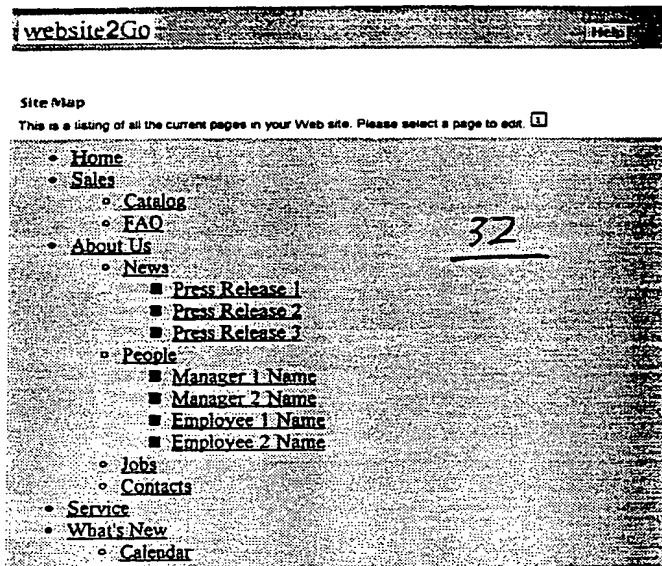 website2Go
Help
Site Map
This is a listing of all the current pages in your Web site. Please select a page to edit. 1
Home
Sales
Catalog
FAQ
32
About Us
News
Press Release 1
Press Release 2
Press Release 3
People
Manager 1 Name
Manager 2 Name
Employee 1 Name
Employee 2 Name
Jobs
Contacts
Service
What's New
Calendar